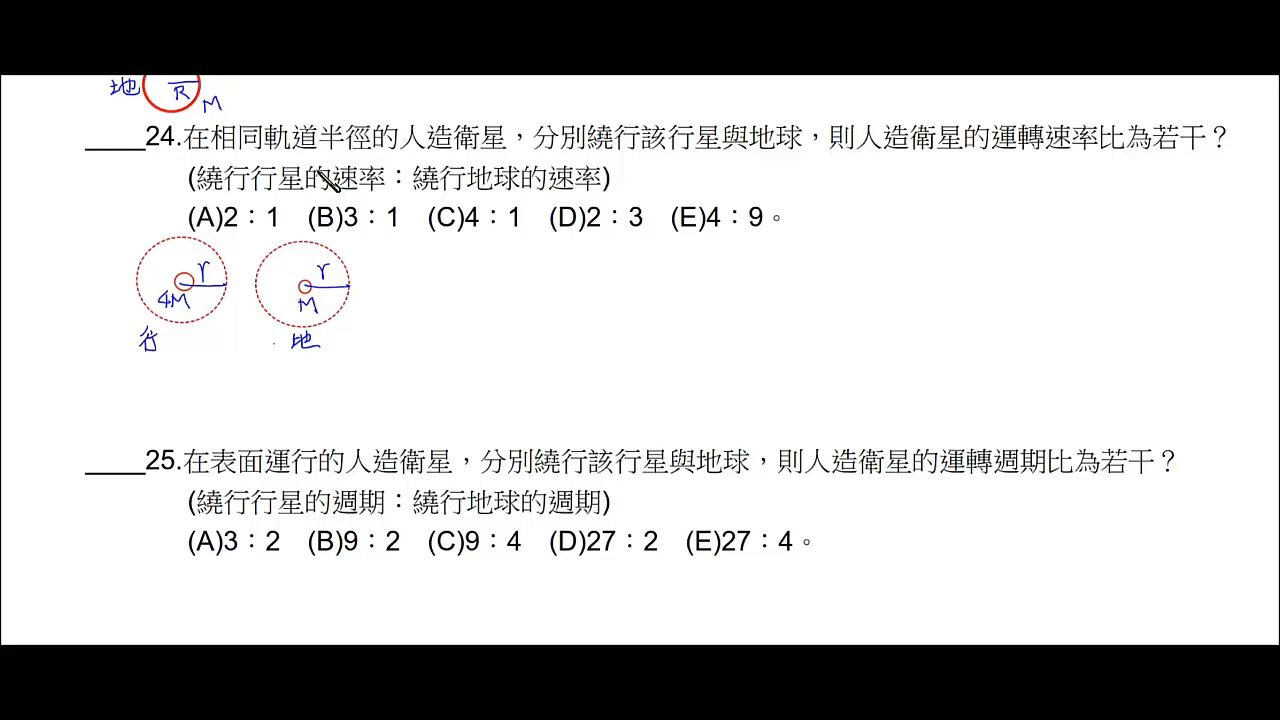 地 R M
____24.在相同軌道半徑的人造衛星，分別繞行該行星與地球，則人造衛星的運轉速率比為若干？
(繞行行星的速率：繞行地球的速率)
(A)2：1 (B)3：1 (C)4：1 (D)2：3 (E)4：9。
r r
4M M
行 地
____25.在表面運行的人造衛星，分別繞行該行星與地球，則人造衛星的運轉週期比為若干？
(繞行行星的週期：繞行地球的週期)
(A)3：2 (B)9：2 (C)9：4 (D)27：2 (E)27：4。